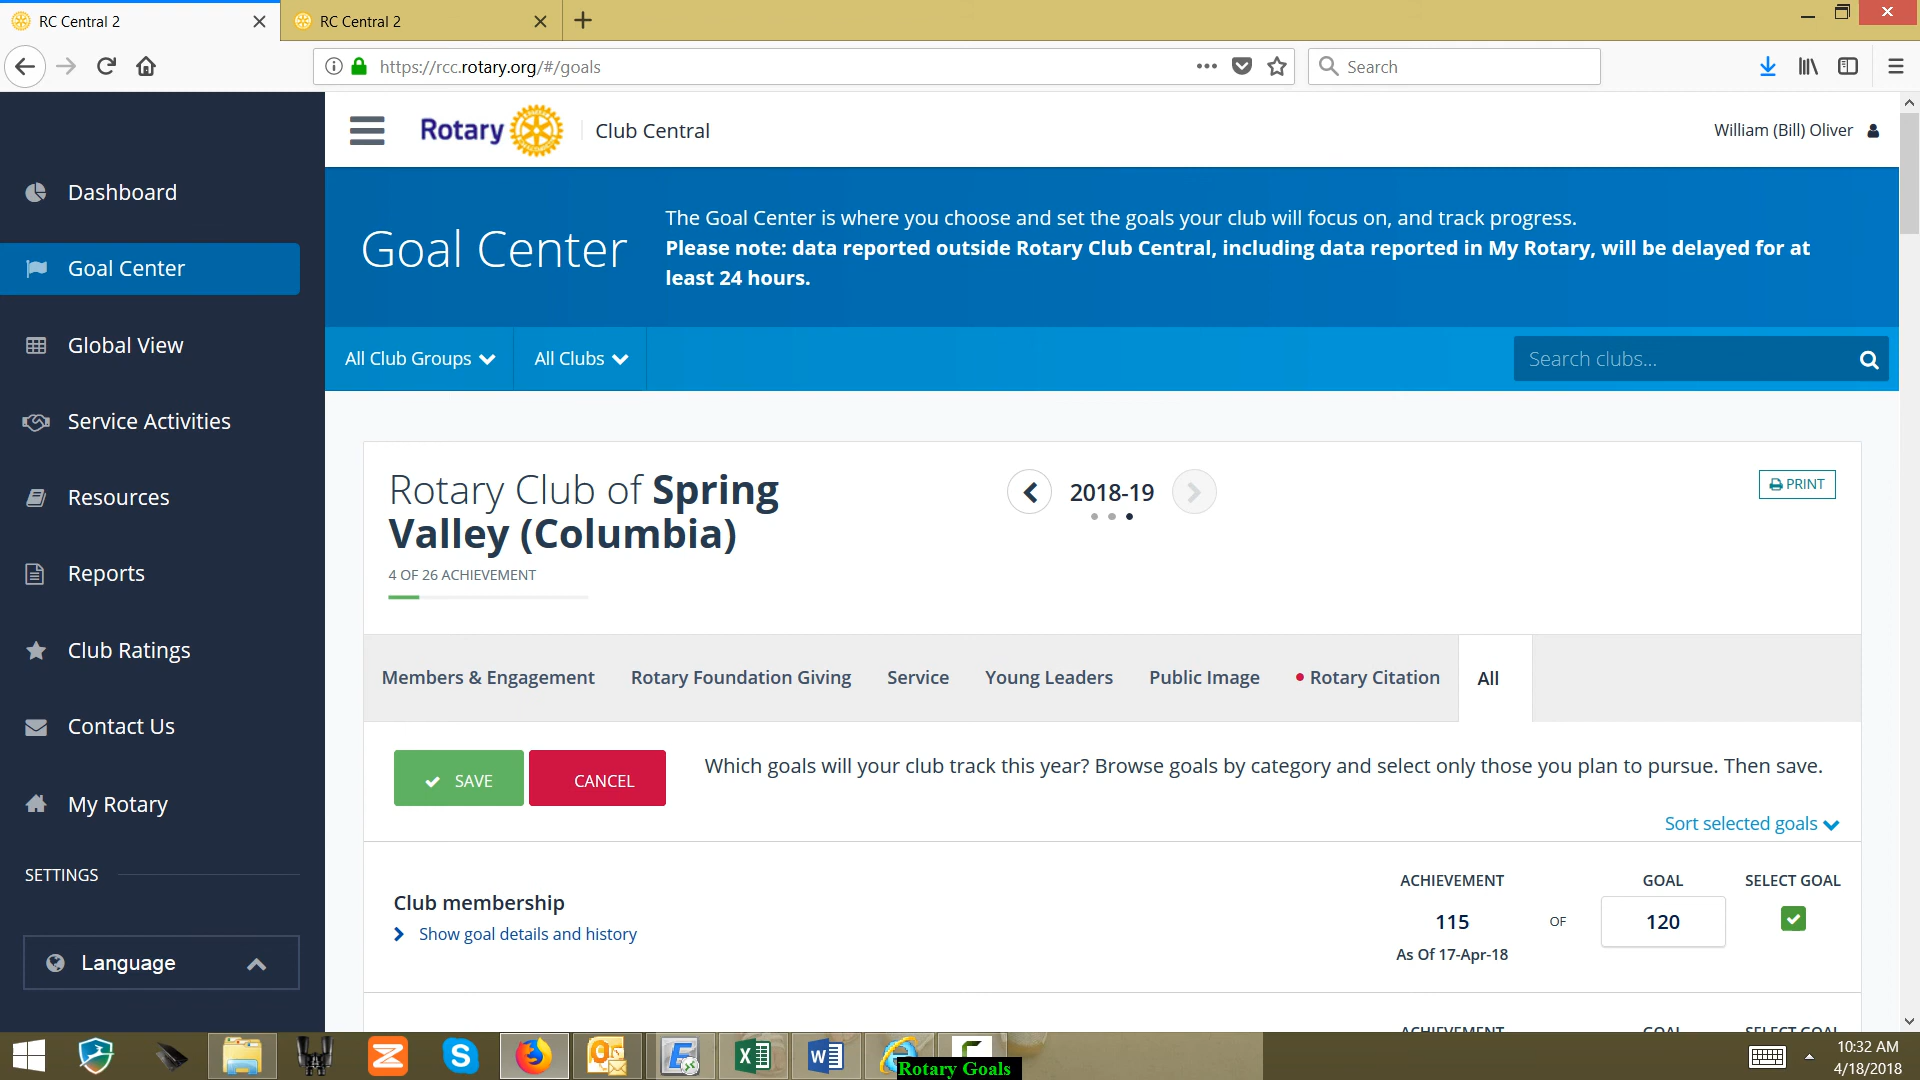 RC Central 2
RC Central 2
https://rcc.rotary.org/#/goals
Search
Rotary
Club Central
William (Bill) Oliver
Dashboard
Goal Center
Global View
Service Activities
Resources
Reports
Club Ratings
Contact Us
My Rotary
SETTINGS
Language
Goal Center
The Goal Center is where you choose and set the goals your club will focus on, and track progress.
Please note: data reported outside Rotary Club Central, including data reported in My Rotary, will be delayed for at
least 24 hours.
All Club Groups
All Clubs
Search clubs...
Rotary Club of Spring
Valley (Columbia)
4 OF 26 ACHIEVEMENT
2018-19
PRINT
Members & Engagement
Rotary Foundation Giving
Service
Young Leaders
Public Image
• Rotary Citation
All
SAVE
CANCEL
Which goals will your club track this year? Browse goals by category and select only those you plan to pursue. Then save.
Sort selected goals
ACHIEVEMENT
GOAL
SELECT GOAL
Club membership
115
OF
120
Show goal details and history
As Of 17-Apr-18
ACHIEVEMENT
GOAL
SELECT GOAL
Rotary Goals
10:32 AM
4/18/2018